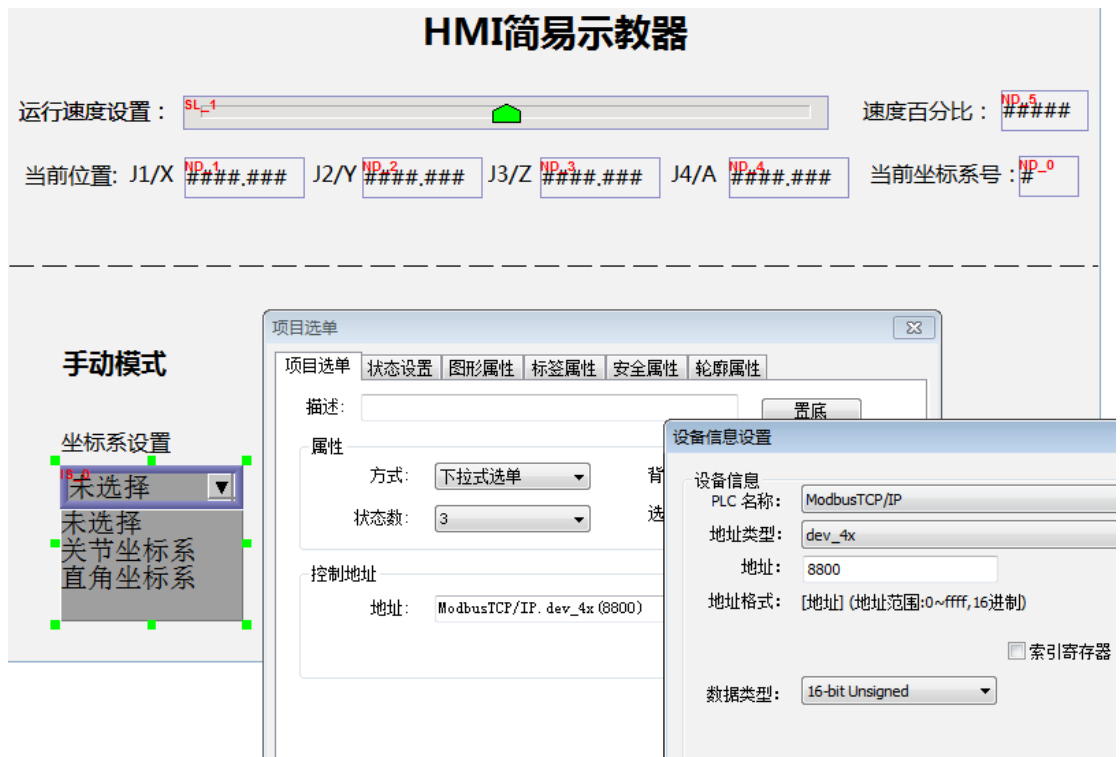 HMI简易示教器
运行速度设置： SL_1 速度百分比： ND_5 #####
当前位置: J1/X ND_1 ####.### J2/Y ND_2 ####.### J3/Z ND_3 ####.### J4/A ND_4 ####.### 当前坐标系号： ND_0 #
手动模式
坐标系设置
IS_0 未选择
未选择
关节坐标系
直角坐标系
项目选单
项目选单 状态设置 图形属性 标签属性 安全属性 轮廓属性
描述: 置底
属性
方式: 下拉式选单 背
状态数: 3 选
控制地址
地址: ModbusTCP/IP.dev_4x(8800)
设备信息设置
设备信息
PLC 名称: ModbusTCP/IP
地址类型: dev_4x
地址: 8800
地址格式: [地址] (地址范围:0~ffff,16进制)
索引寄存器
数据类型: 16-bit Unsigned